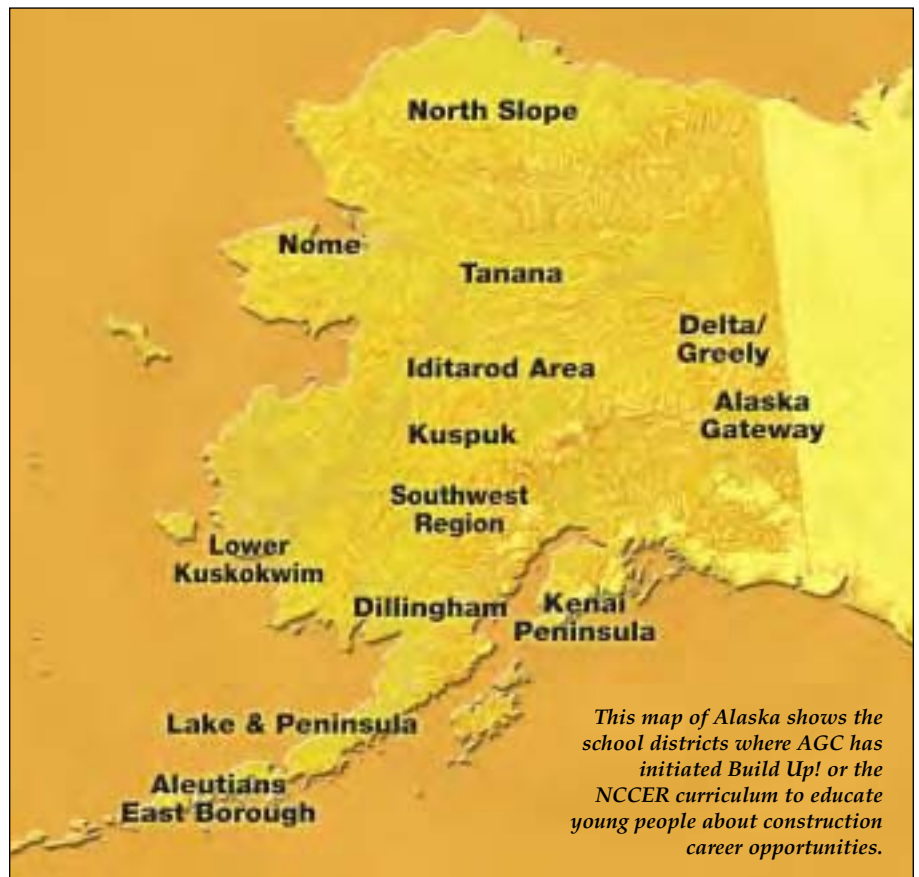 North Slope
Nome
Tanana
Delta/
Greely
Iditarod Area
Alaska
Gateway
Kuspuk
Southwest
Region
Lower
Kuskokwim
Dillingham
Kenai
Peninsula
Lake & Peninsula
Aleutians
East Borough
This map of Alaska shows the
school districts where AGC has
initiated Build Up! or the
NCCER curriculum to educate
young people about construction
career opportunities.